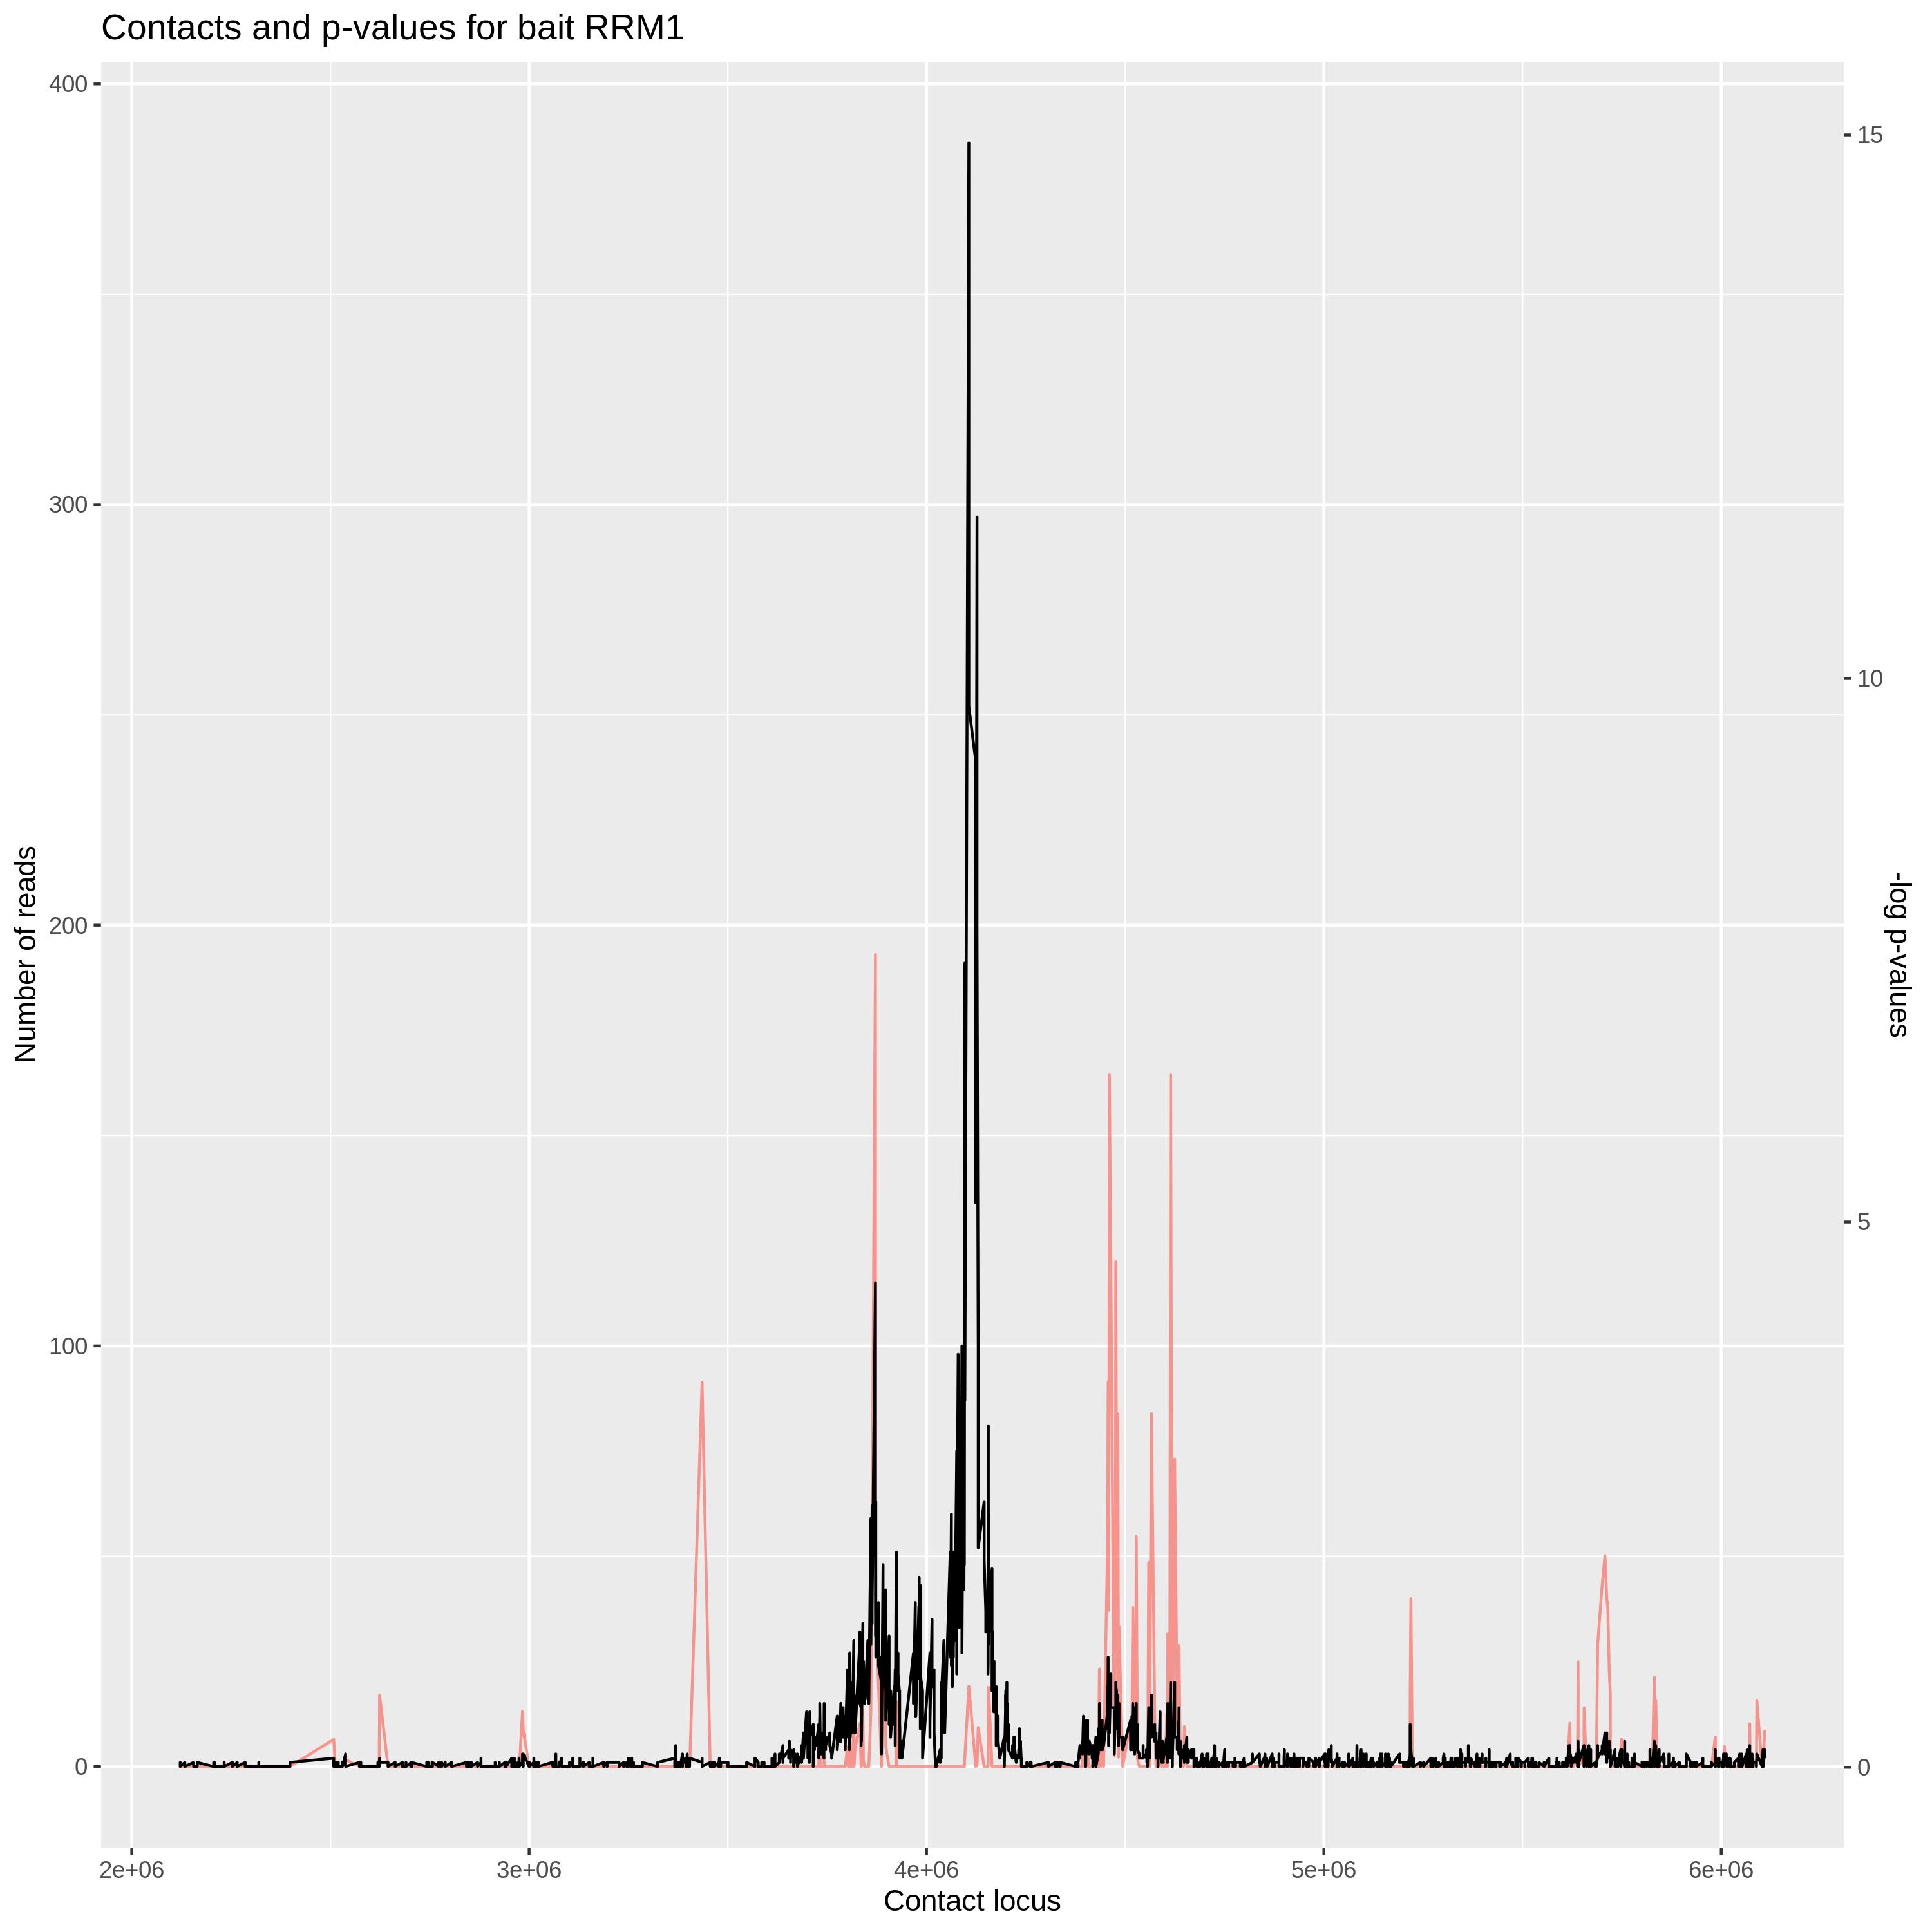 Contacts and p-values for bait RRM1
400
300
200
100
0
Number of reads
15
10
5
0
-log p-values
2e+06
3e+06
4e+06
5e+06
6e+06
Contact locus